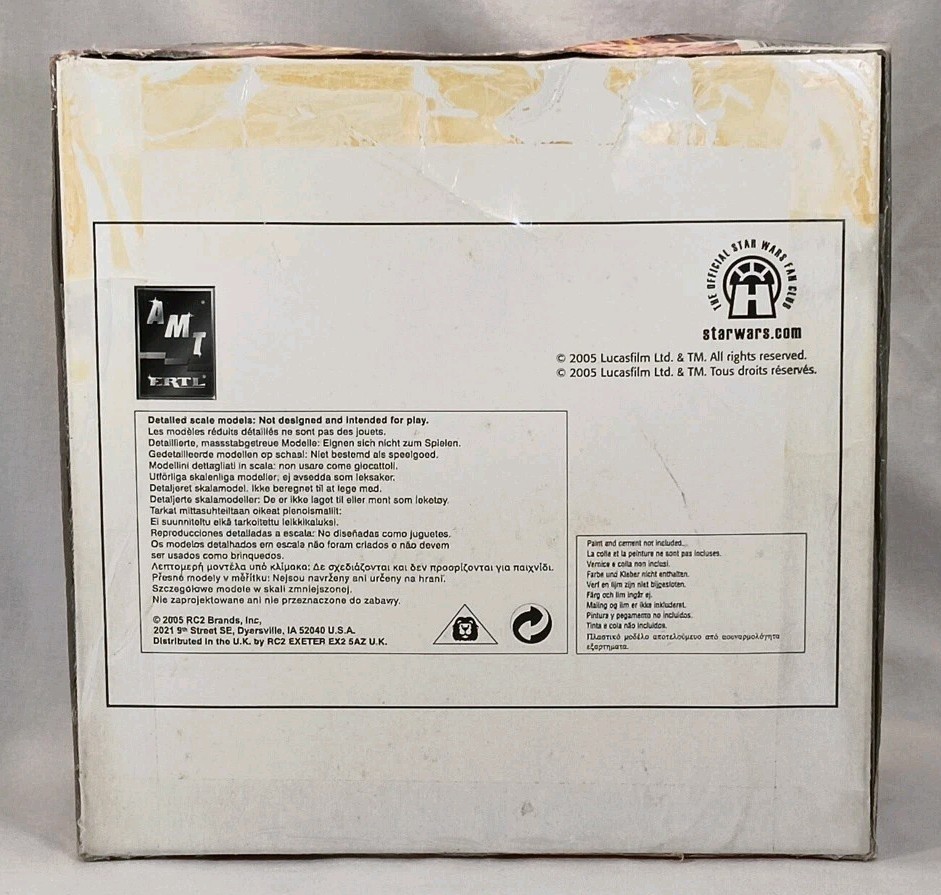 THE OFFICIAL STAR WARS FAN CLUB
starwars.com
© 2005 Lucasfilm Ltd. & TM. All rights reserved.
© 2005 Lucasfilm Ltd. & TM. Tous droits réservés.
AMT
ERTL
Detailed scale models: Not designed and intended for play.
Les modèles réduits détaillés ne sont pas des jouets.
Detaillierte, massstabgetreue Modelle: Eignen sich nicht zum Spielen.
Gedetailleerde modellen op schaal: Niet bestemd als speelgoed.
Modellini dettagliati in scala: non usare come giocattoli.
Utförliga skalenliga modeller; ej avsedda som leksaker.
Detaljeret skalamodel. Ikke beregnet til at lege med.
Detaljerte skalamodeller: De er ikke lagot til eller ment som leketøy.
Tarkat mittasuhteiltaan oikeat pienoismallit:
Ei suunniteltu eikä tarkoitettu leikkikaluksi.
Reproducciones detalladas a escala: No diseñadas como juguetes.
Os modelos detalhados em escala não foram criados e não devem
ser usados como brinquedos.
Λεπτομερή μοντέλα υπό κλίμακα: Δε σχεδιάζονται και δεν προορίζονται για παιχνίδι.
Přesné modely v měřítku: Nejsou navrženy ani určeny na hraní.
Szczegółowe modele w skali zmniejszonej.
Nie zaprojektowane ani nie przeznaczone do zabawy.
© 2005 RC2 Brands, Inc,
2021 9th Street SE, Dyersville, IA 52040 U.S.A.
Distributed in the U.K. by RC2 EXETER EX2 5AZ U.K.
Paint and cement not included.
La colle et la peinture ne sont pas incluses.
Vernice e colla non inclusi.
Farbe und Kleber nicht enthalten.
Verf en lijm zijn niet bijgesloten.
Färg och lim ingår ej.
Maling og lim er ikke inkluderet.
Pintura y pegamento no incluidos.
Tinta e cola não incluidos.
Πλαστικό μοντέλο αποτελούμενο από συναρμολόγητα
εξαρτήματα.